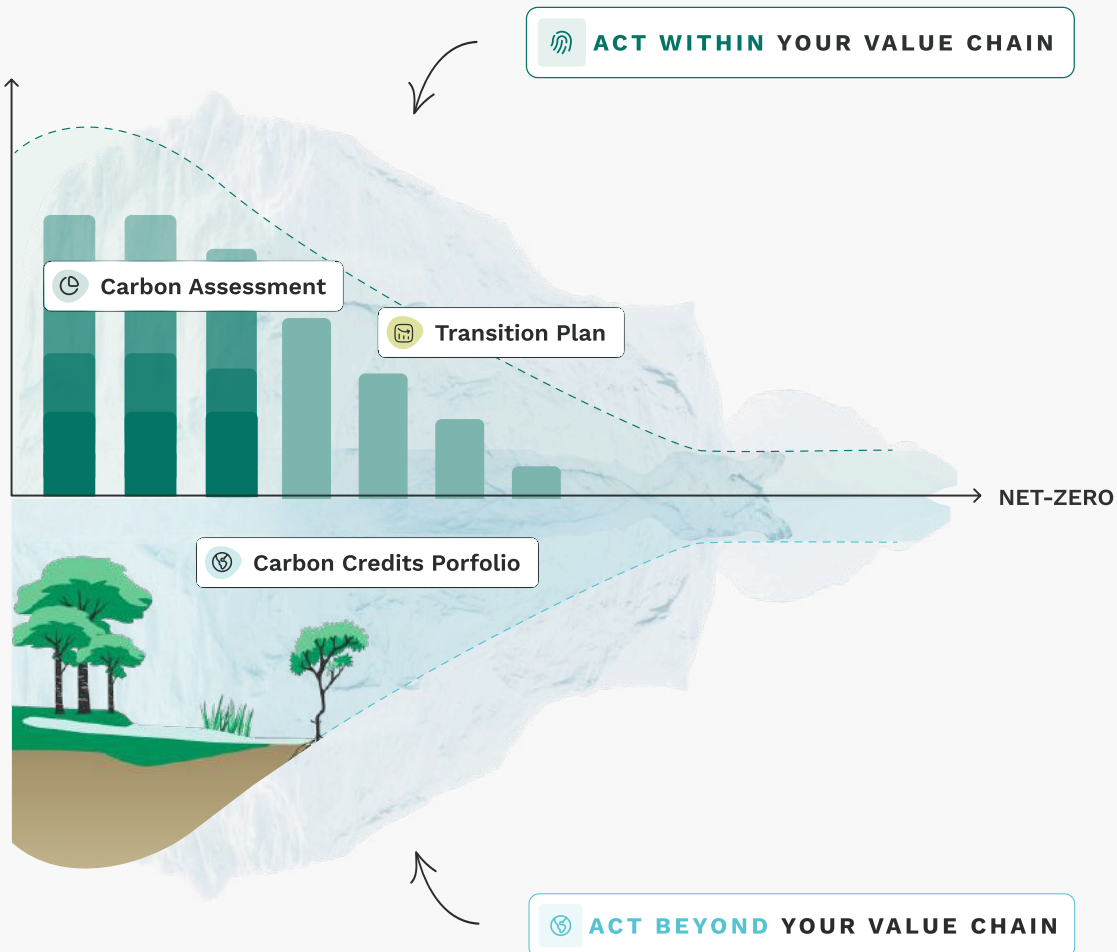 ACT WITHIN YOUR VALUE CHAIN
Carbon Assessment
Transition Plan
NET-ZERO
Carbon Credits Porfolio
ACT BEYOND YOUR VALUE CHAIN